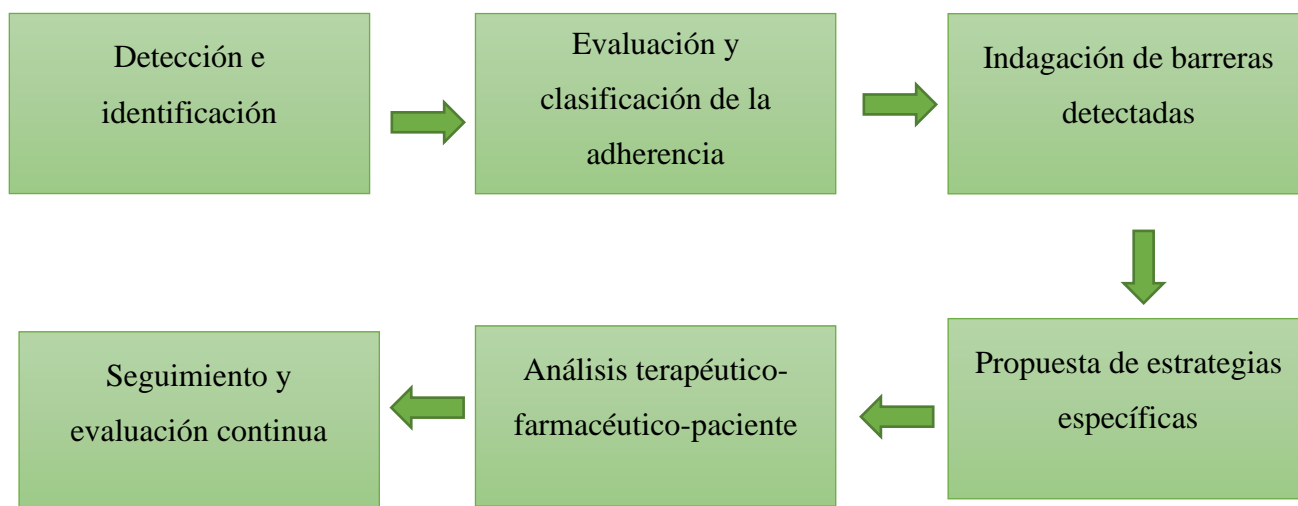 Detección e
identificación
Evaluación y
clasificación de la
adherencia
Indagación de barreras
detectadas
Propuesta de estrategias
específicas
Análisis terapéutico-
farmacéutico-paciente
Seguimiento y
evaluación continua